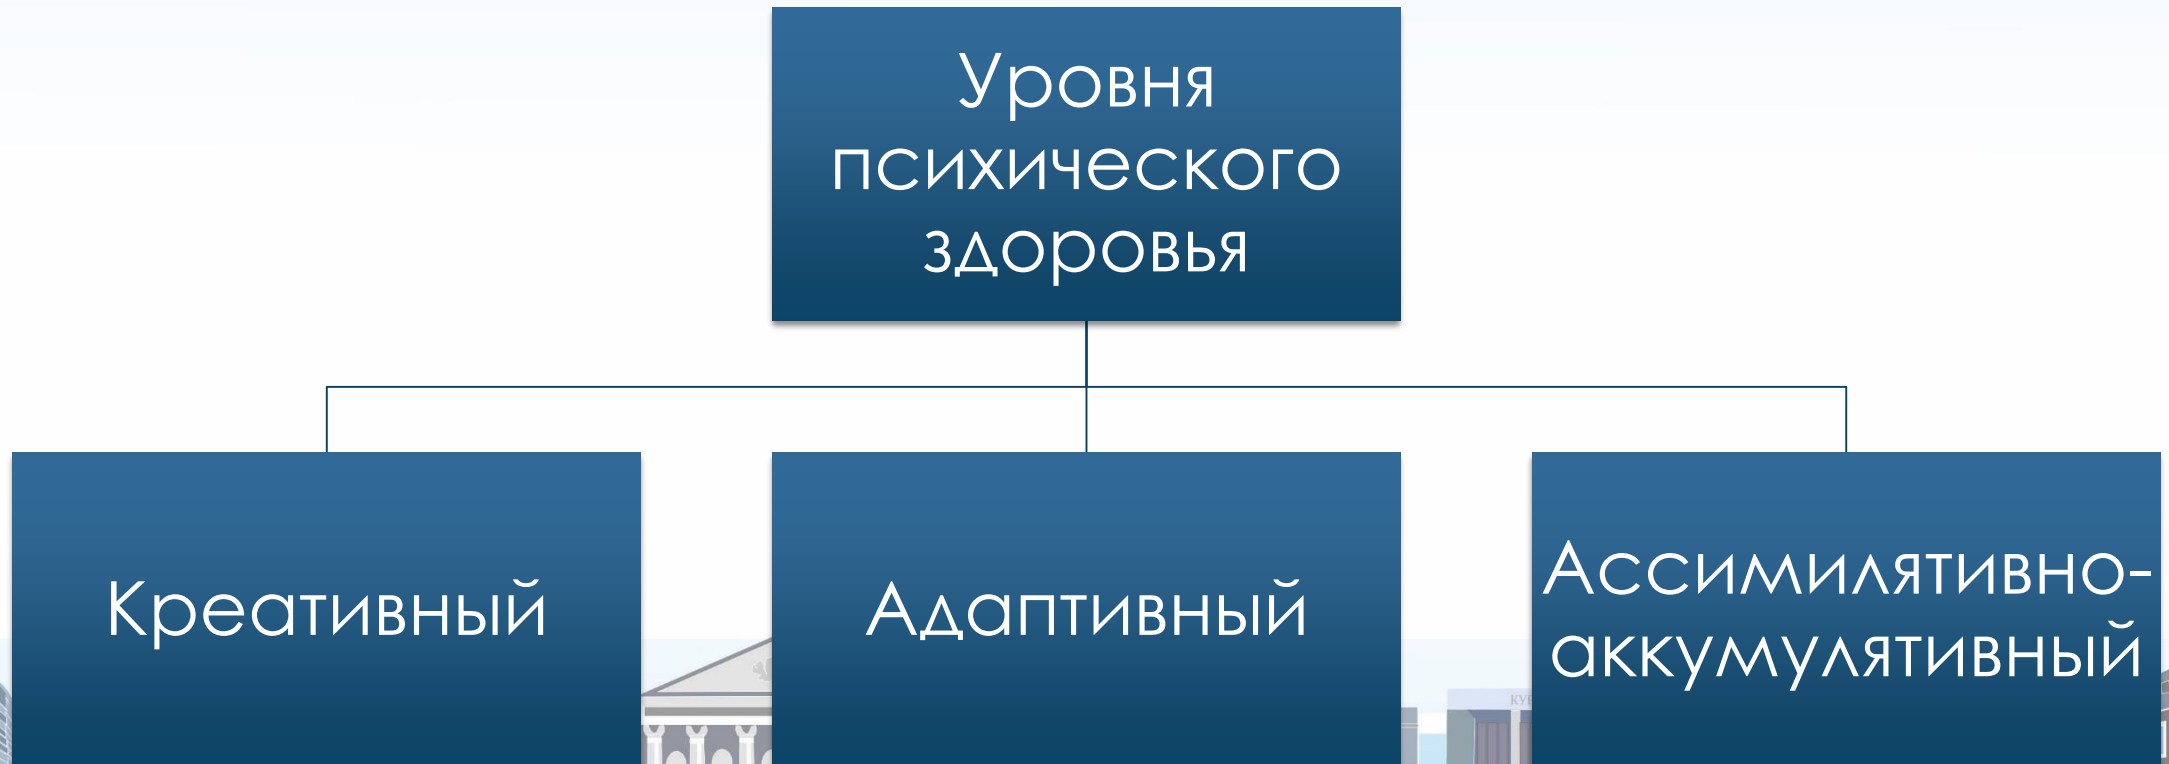 Уровня
психического
здоровья
Креативный
Адаптивный
Ассимилятивно-
аккумулятивный